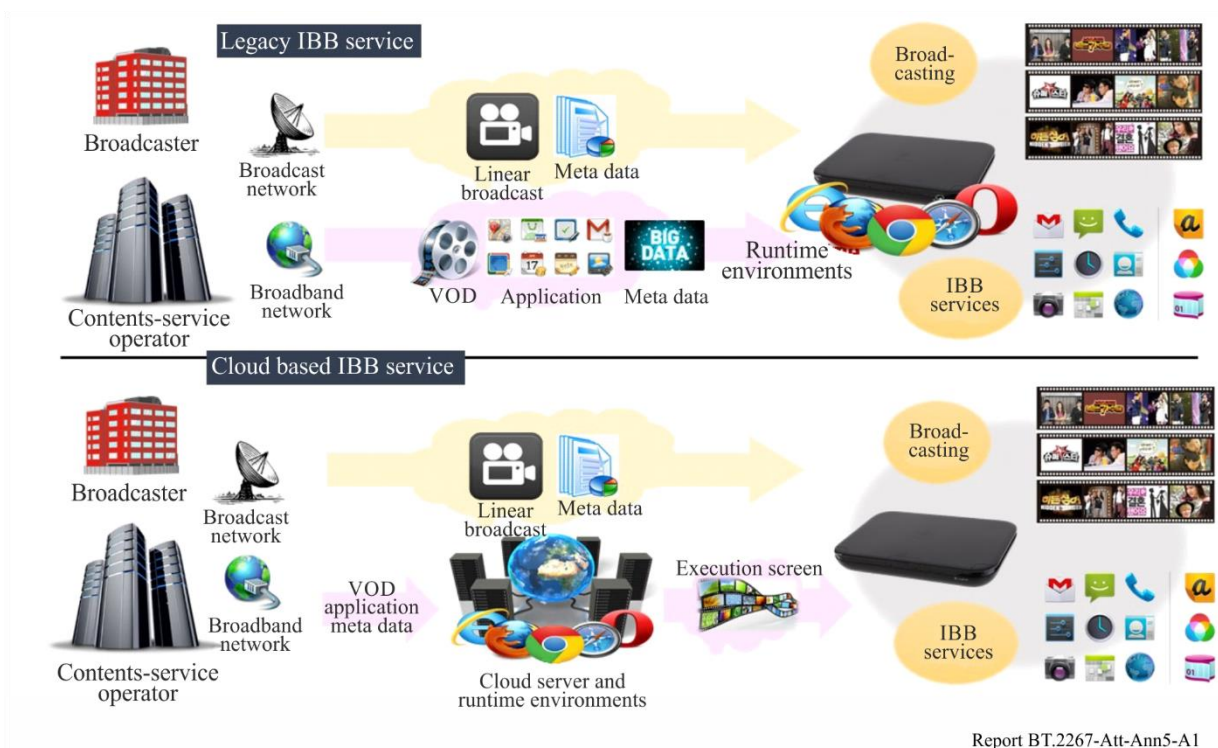 Legacy IBB service
Broadcaster
Broadcast
network
Linear
broadcast
Meta data
Broad-
casting
Contents-service
operator
Broadband
network
VOD
17
Application
BIG
DATA
Meta data
Runtime
environments
IBB
services
a
01
Cloud based IBB service
Broadcaster
Broadcast
network
Linear
broadcast
Meta data
Broad-
casting
Contents-service
operator
Broadband
network
VOD
application
meta data
Cloud server and
runtime environments
Execution screen
IBB
services
a
01
Report BT.2267-Att-Ann5-A1